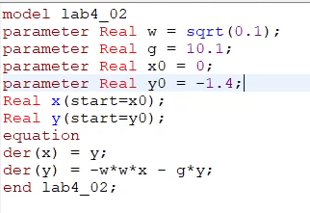 model lab4_02
parameter Real w = sqrt(0.1);
parameter Real g = 10.1;
parameter Real x0 = 0;
parameter Real y0 = -1.4;
Real x(start=x0);
Real y(start=y0);
equation
der(x) = y;
der(y) = -w*w*x - g*y;
end lab4_02;